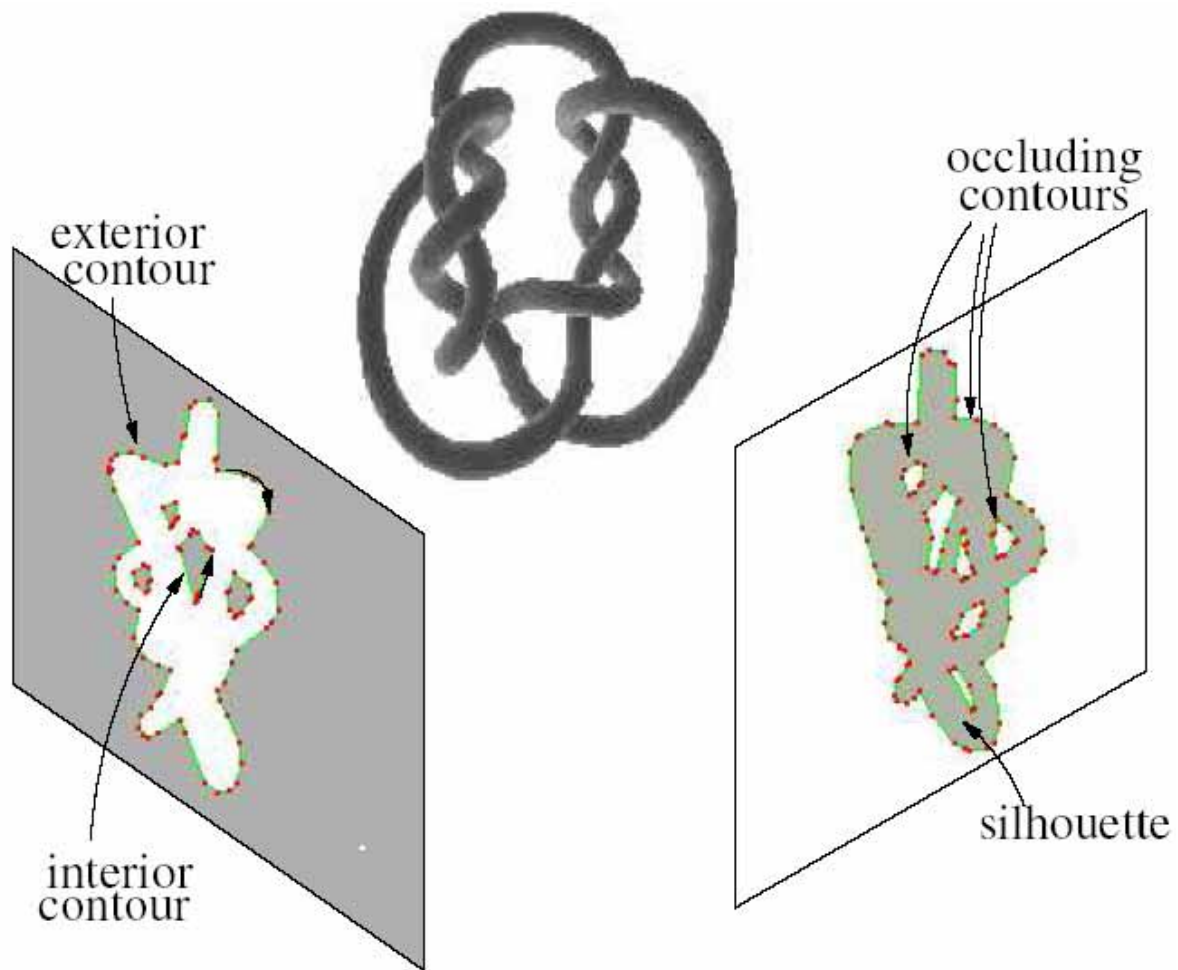 occluding
contours
exterior
contour
silhouette
interior
contour